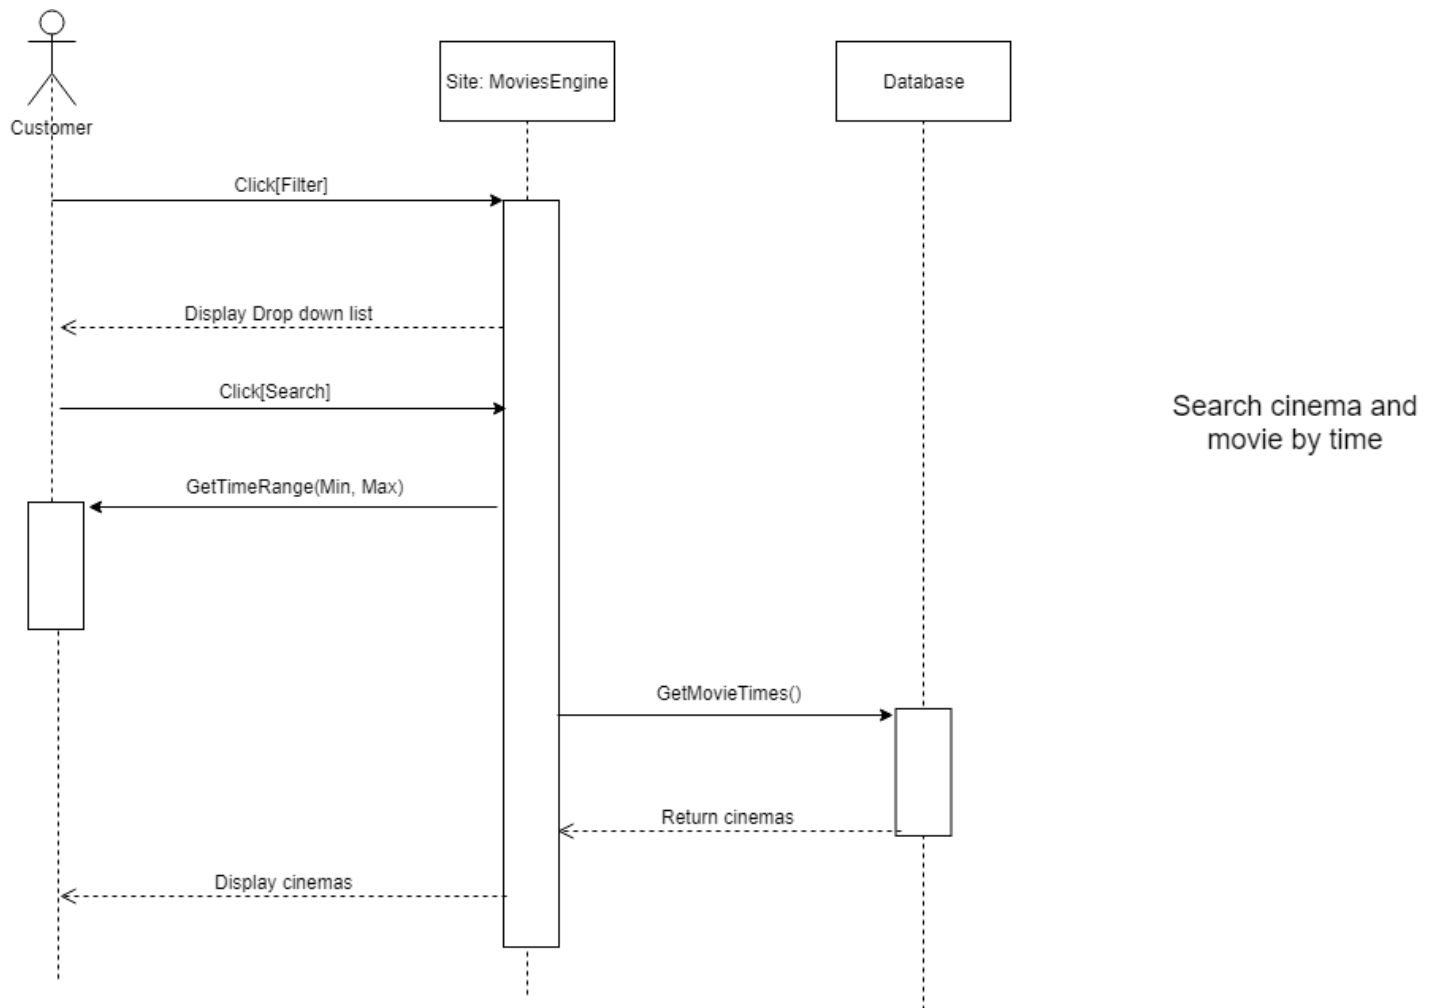 Site: MoviesEngine
Database
Customer
Click[Filter]
Display Drop down list
Click[Search]
Search cinema and
movie by time
GetTimeRange(Min, Max)
GetMovieTimes()
Return cinemas
Display cinemas